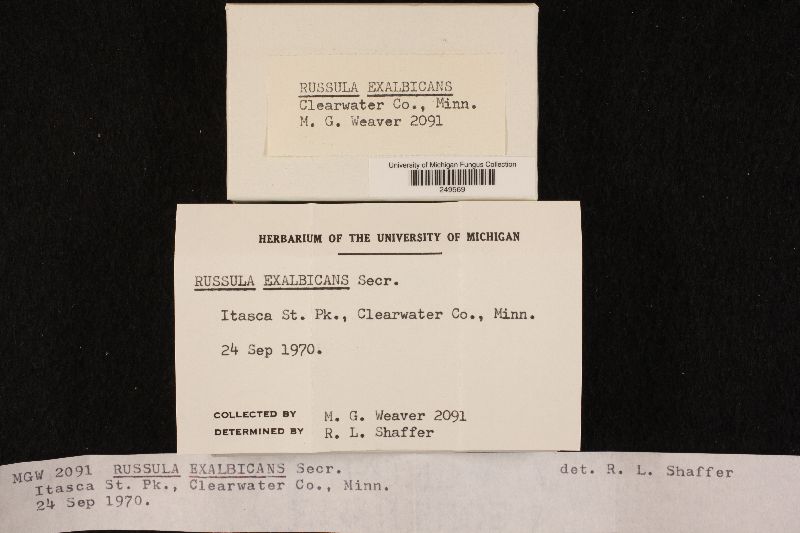 RUSSULA EXALBICANS
Clearwater Co., Minn.
M. G. Weaver 2091
University of Michigan Fungus Collection
249569
HERBARIUM OF THE UNIVERSITY OF MICHIGAN
RUSSULA EXALBICANS Secr.
Itasca St. Pk., Clearwater Co., Minn.
24 Sep 1970.
COLLECTED BY M. G. Weaver 2091
DETERMINED BY R. L. Shaffer
MGW 2091 RUSSULA EXALBICANS Secr. det. R. L. Shaffer
Itasca St. Pk., Clearwater Co., Minn.
24 Sep 1970.